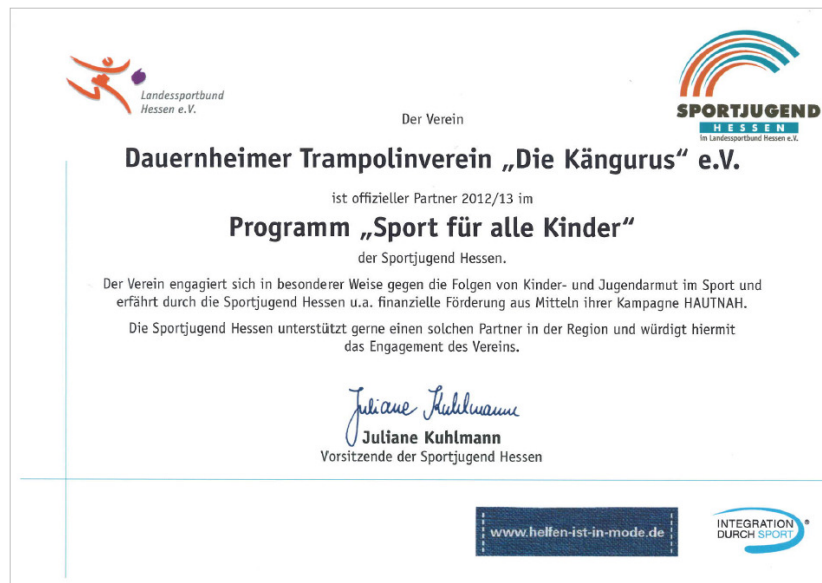 Landessportbund
Hessen e.V.
SPORTJUGEND
HESSEN
im Landessportbund Hessen e.V.
Der Verein
Dauernheimer Trampolinverein „Die Kängurus“ e.V.
ist offizieller Partner 2012/13 im
Programm „Sport für alle Kinder“
der Sportjugend Hessen.
Der Verein engagiert sich in besonderer Weise gegen die Folgen von Kinder- und Jugendarmut im Sport und
erfährt durch die Sportjugend Hessen u.a. finanzielle Förderung aus Mitteln ihrer Kampagne HAUTNAH.
Die Sportjugend Hessen unterstützt gerne einen solchen Partner in der Region und würdigt hiermit
das Engagement des Vereins.
Juliane Kuhlmann
Juliane Kuhlmann
Vorsitzende der Sportjugend Hessen
www.helfen-ist-in-mode.de
INTEGRATION
DURCH SPORT